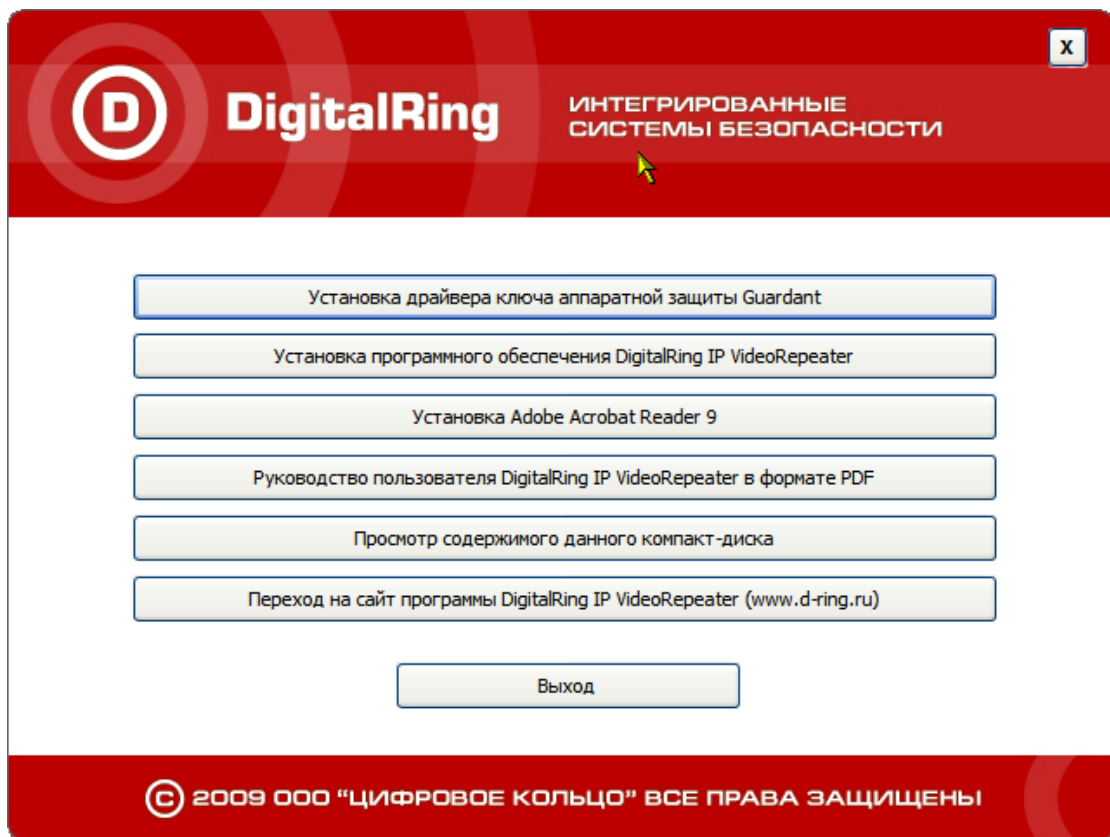 X
D DigitalRing
ИНТЕГРИРОВАННЫЕ
СИСТЕМЫ БЕЗОПАСНОСТИ
Установка драйвера ключа аппаратной защиты Guardant
Установка программного обеспечения DigitalRing IP VideoRepeater
Установка Adobe Acrobat Reader 9
Руководство пользователя DigitalRing IP VideoRepeater в формате PDF
Просмотр содержимого данного компакт-диска
Переход на сайт программы DigitalRing IP VideoRepeater (www.d-ring.ru)
Выход
© 2009 ООО “ЦИФРОВОЕ КОЛЬЦО” ВСЕ ПРАВА ЗАЩИЩЕНЫ